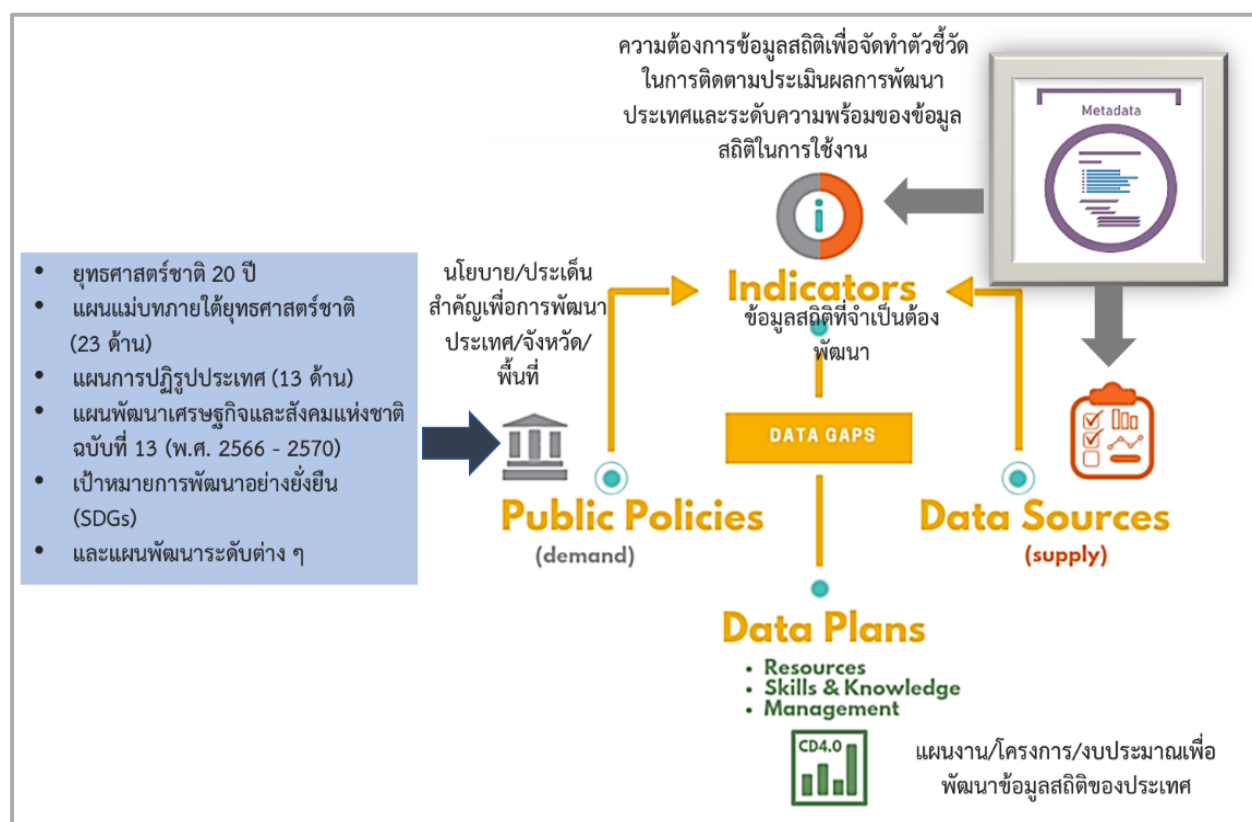 ความต้องการข้อมูลสถิติเพื่อจัดทำตัวชี้วัด
ในการติดตามประเมินผลการพัฒนา
ประเทศและระดับความพร้อมของข้อมูล
สถิติในการใช้งาน
Metadata
i
Indicators
ข้อมูลสถิติที่จำเป็นต้อง
พัฒนา
• ยุทธศาสตร์ชาติ 20 ปี
• แผนแม่บทภายใต้ยุทธศาสตร์ชาติ
(23 ด้าน)
• แผนการปฏิรูปประเทศ (13 ด้าน)
• แผนพัฒนาเศรษฐกิจและสังคมแห่งชาติ
ฉบับที่ 13 (พ.ศ. 2566 - 2570)
• เป้าหมายการพัฒนาอย่างยั่งยืน
(SDGs)
• และแผนพัฒนาระดับต่าง ๆ
นโยบาย/ประเด็น
สำคัญเพื่อการพัฒนา
ประเทศ/จังหวัด/
พื้นที่
DATA GAPS
Public Policies
(demand)
Data Sources
(supply)
Data Plans
• Resources
• Skills & Knowledge
• Management
CD4.0
แผนงาน/โครงการ/งบประมาณเพื่อ
พัฒนาข้อมูลสถิติของประเทศ